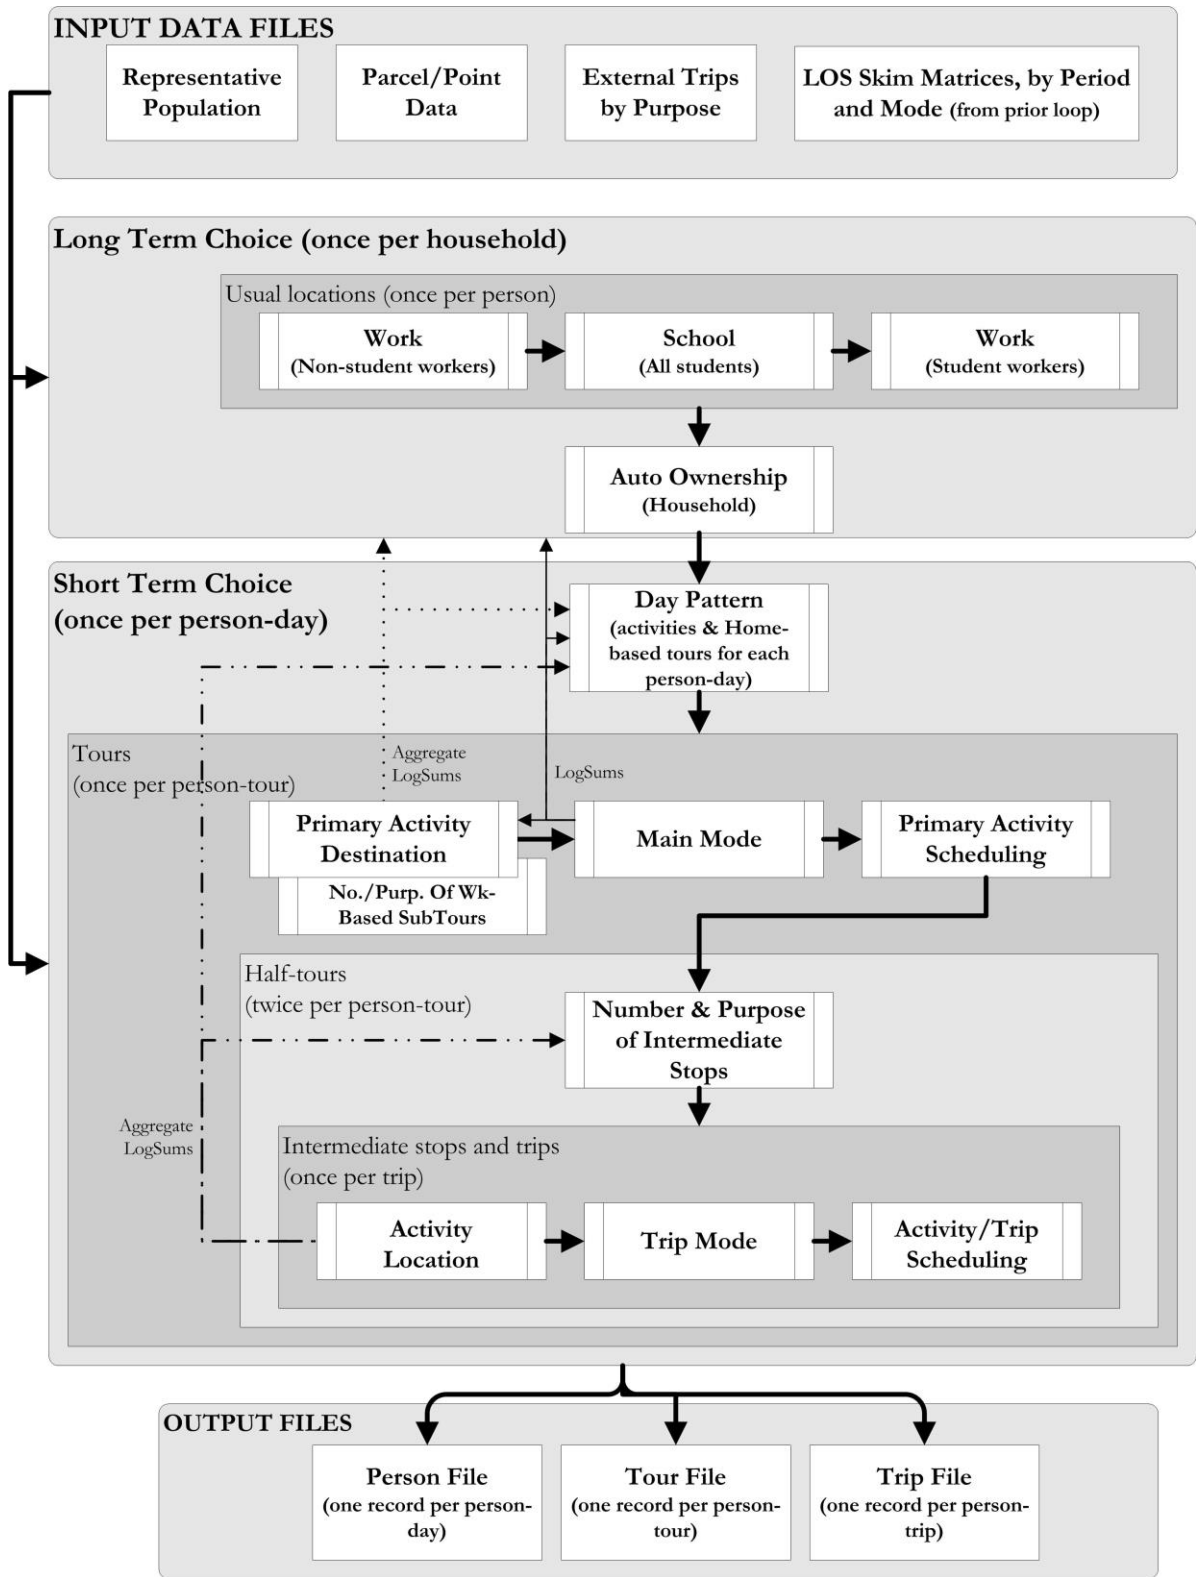 INPUT DATA FILES
Representative
Population
Parcel/Point
Data
External Trips
by Purpose
LOS Skim Matrices, by Period
and Mode (from prior loop)
Long Term Choice (once per household)
Usual locations (once per person)
Work
(Non-student workers)
School
(All students)
Work
(Student workers)
Auto Ownership
(Household)
Short Term Choice
(once per person-day)
Day Pattern
(activities & Home-
based tours for each
person-day)
Tours
(once per person-tour)
Aggregate
LogSums
LogSums
Primary Activity
Destination
Main Mode
Primary Activity
Scheduling
No./Purp. Of Wk-
Based SubTours
Half-tours
(twice per person-tour)
Number & Purpose
of Intermediate
Stops
Aggregate
LogSums
Intermediate stops and trips
(once per trip)
Activity
Location
Trip Mode
Activity/Trip
Scheduling
OUTPUT FILES
Person File
(one record per person-
day)
Tour File
(one record per person-
tour)
Trip File
(one record per person-
trip)